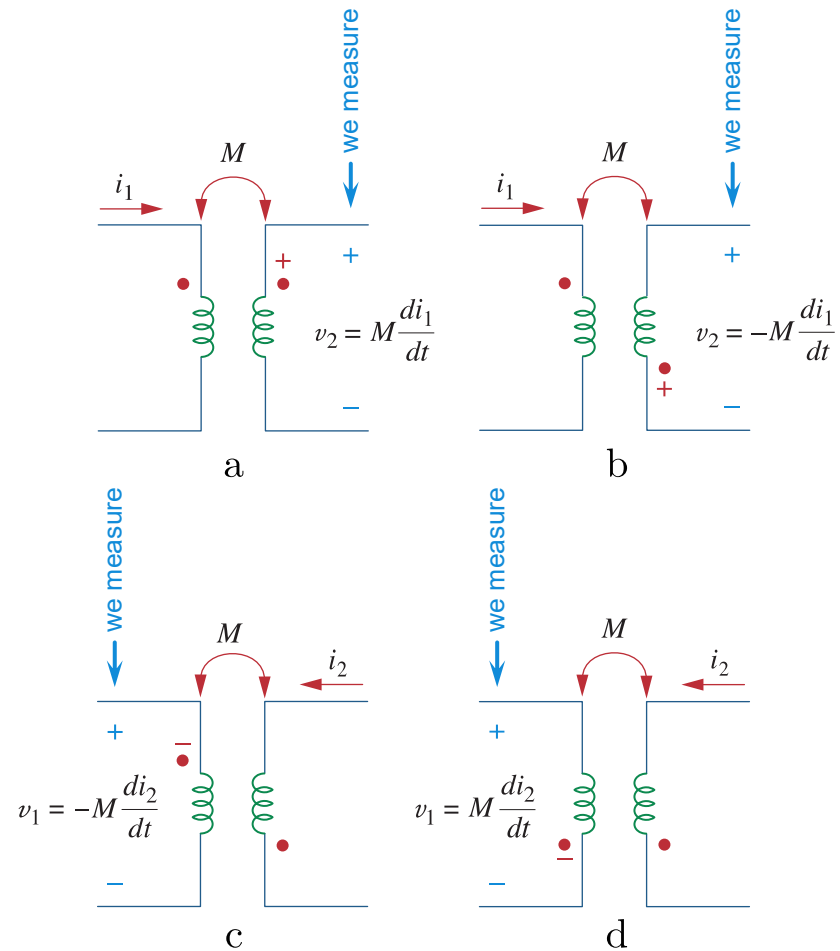 we measure
we measure
M
M
i₁
i₁
+
+
+
v₂ = M di₁/dt
v₂ = −M di₁/dt
+
−
−
a
b
we measure
we measure
M
M
i₂
i₂
+
−
+
v₁ = −M di₂/dt
v₁ = M di₂/dt
−
−
−
c
d